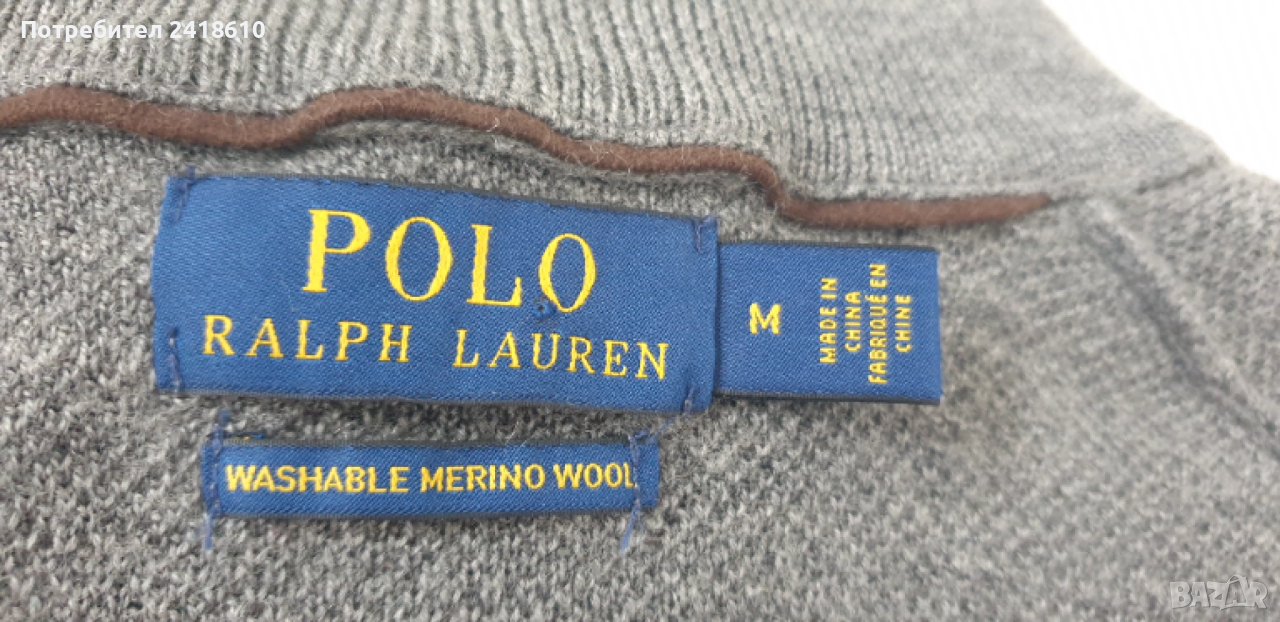 Потребител 2418610
POLO
RALPH LAUREN
M
MADE IN
CHINA
FABRIQUÉ EN
CHINE
WASHABLE MERINO WOOL
BAZAR